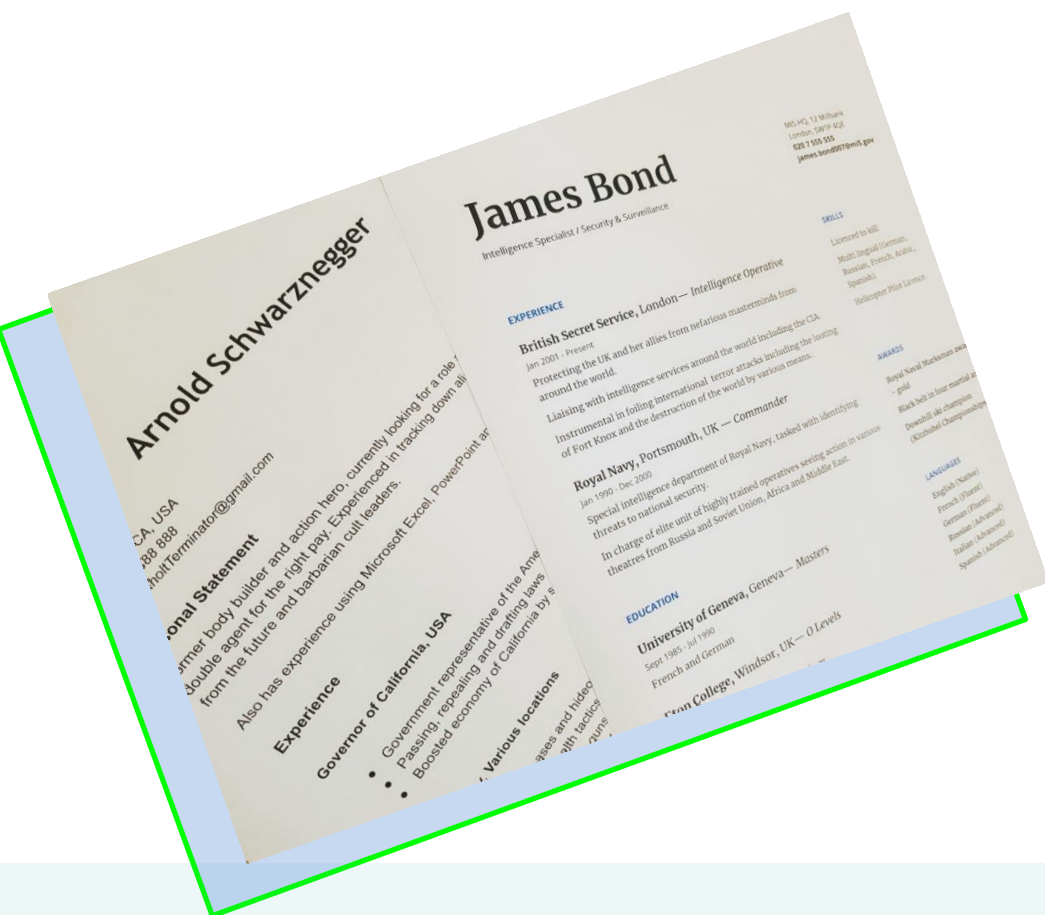 Arnold Schwarznegger
CA, USA
88 888
holtTerminator@gmail.com
onal Statement
ormer body builder and action hero, currently looking for a role
double agent for the right pay. Experienced in tracking down all
from the future and barbarian cult leaders.
Also has experience using Microsoft Excel, PowerPoint an
Experience
Governor of California, USA
• Government representative of the Ame
• Passing, repealing and drafting laws
• Boosted economy of California by s
, Various locations
ases and hideo
alth tactics
guns
James Bond
Intelligence Specialist / Security & Surveillance
EXPERIENCE
British Secret Service, London— Intelligence Operative
Jan 2001 - Present
Protecting the UK and her allies from nefarious masterminds from
around the world.
Liaising with intelligence services around the world including the CIA.
Instrumental in foiling international terror attacks including the looting
of Fort Knox and the destruction of the world by various means.
Royal Navy, Portsmouth, UK — Commander
Jan 1990 - Dec 2000
Special intelligence department of Royal Navy, tasked with identifying
threats to national security.
In charge of elite unit of highly trained operatives seeing action in various
theatres from Russia and Soviet Union, Africa and Middle East.
EDUCATION
University of Geneva, Geneva— Masters
Sept 1985 - Jul 1990
French and German
Eton College, Windsor, UK— O Levels
MI5 HQ, 12 Millbank
London, SW1P 4QE
020 7 555 555
james.bond007@mi5.gov
SKILLS
Licenced to kill.
Multi lingual (German,
Russian, French, Arabic,
Spanish).
Helicopter Pilot Licence.
AWARDS
Royal Naval Marksman awa
- gold
Black belt in four martial ar
Downhill ski champion
(Kitzbuhel Championships
LANGUAGES
English (Native)
French (Fluent)
German (Fluent)
Russian (Advanced)
Italian (Advanced)
Spanish (Advanced)